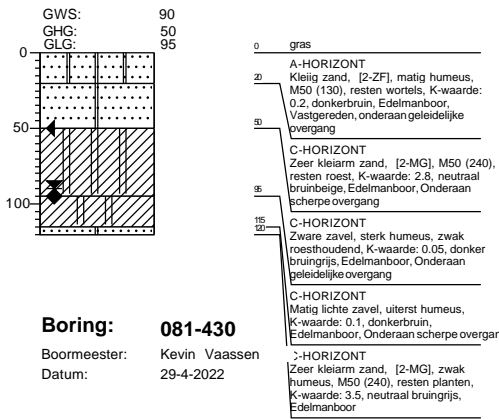 GWS: 90
GHG: 50
GLG: 95
0
50
100
0 gras
20
A-HORIZONT
Kleiig zand, [2-ZF], matig humeus,
M50 (130), resten wortels, K-waarde:
0.2, donkerbruin, Edelmanboor,
Vastgereden, onderaan geleidelijke
overgang
50
C-HORIZONT
Zeer kleiarm zand, [2-MG], M50 (240),
resten roest, K-waarde: 2.8, neutraal
bruinbeige, Edelmanboor, Onderaan
scherpe overgang
95
C-HORIZONT
Zware zavel, sterk humeus, zwak
roesthoudend, K-waarde: 0.05, donker
bruingrijs, Edelmanboor, Onderaan
geleidelijke overgang
115
C-HORIZONT
Matig lichte zavel, uiterst humeus,
K-waarde: 0.1, donkerbruin,
Edelmanboor, Onderaan scherpe overgan
120
C-HORIZONT
Zeer kleiarm zand, [2-MG], zwak
humeus, M50 (240), resten planten,
K-waarde: 3.5, neutraal bruingrijs,
Edelmanboor
Boring: 081-430
Boormeester: Kevin Vaassen
Datum: 29-4-2022